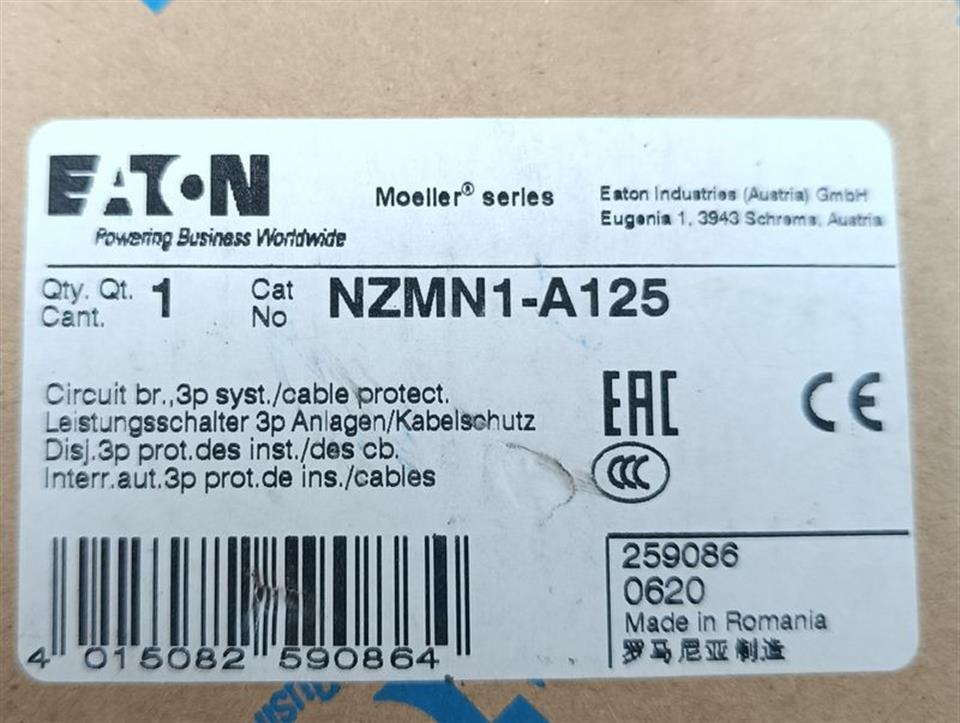 EATON
Powering Business Worldwide
Moeller® series
Eaton Industries (Austria) GmbH
Eugenia 1, 3943 Schrems, Austria
Qty. Qt. 1
Cant.
Cat
No
NZMN1-A125
Circuit br.,3p syst./cable protect.
Leistungsschalter 3p Anlagen/Kabelschutz
Disj.3p prot.des inst./des cb.
Interr.aut.3p prot.de ins./cables
EAC
CE
CCC
259086
0620
Made in Romania
罗马尼亚制造
4 015082 590864